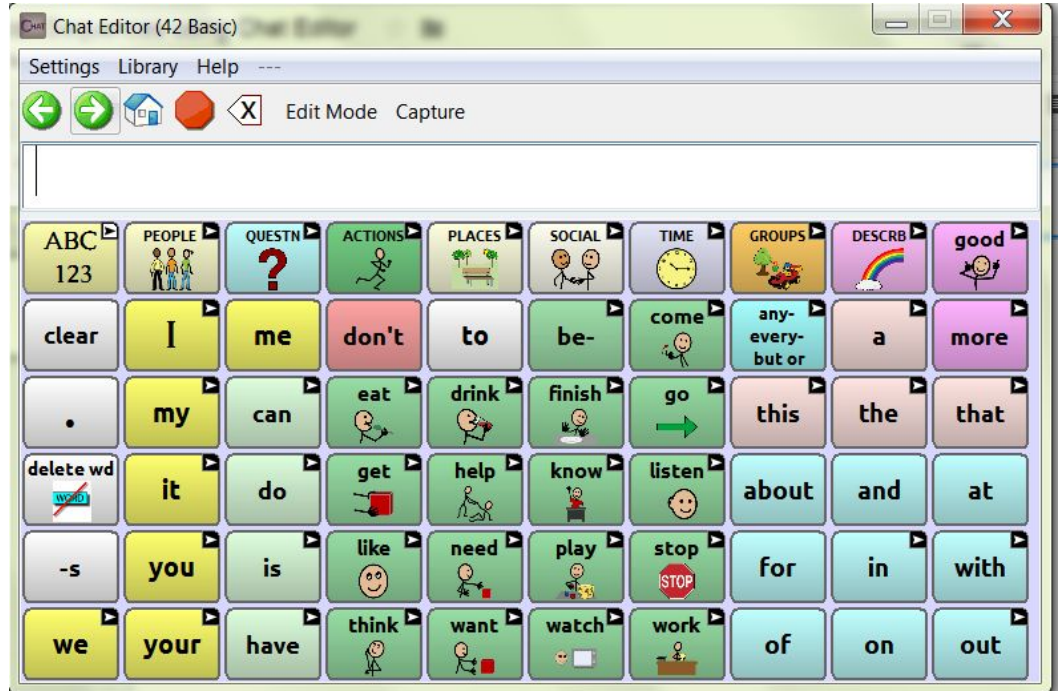 CHAT Chat Editor (42 Basic)
Settings Library Help ---
X Edit Mode Capture
ABC
123
PEOPLE
QUESTN
?
ACTIONS
PLACES
SOCIAL
TIME
GROUPS
DESCRB
good
clear
I
me
don't
to
be-
come
any-
every-
but or
a
more
.
my
can
eat
drink
finish
go
this
the
that
delete wd
WORD
it
do
get
help
know
listen
about
and
at
-s
you
is
like
need
play
stop
STOP
for
in
with
we
your
have
think
want
watch
work
of
on
out